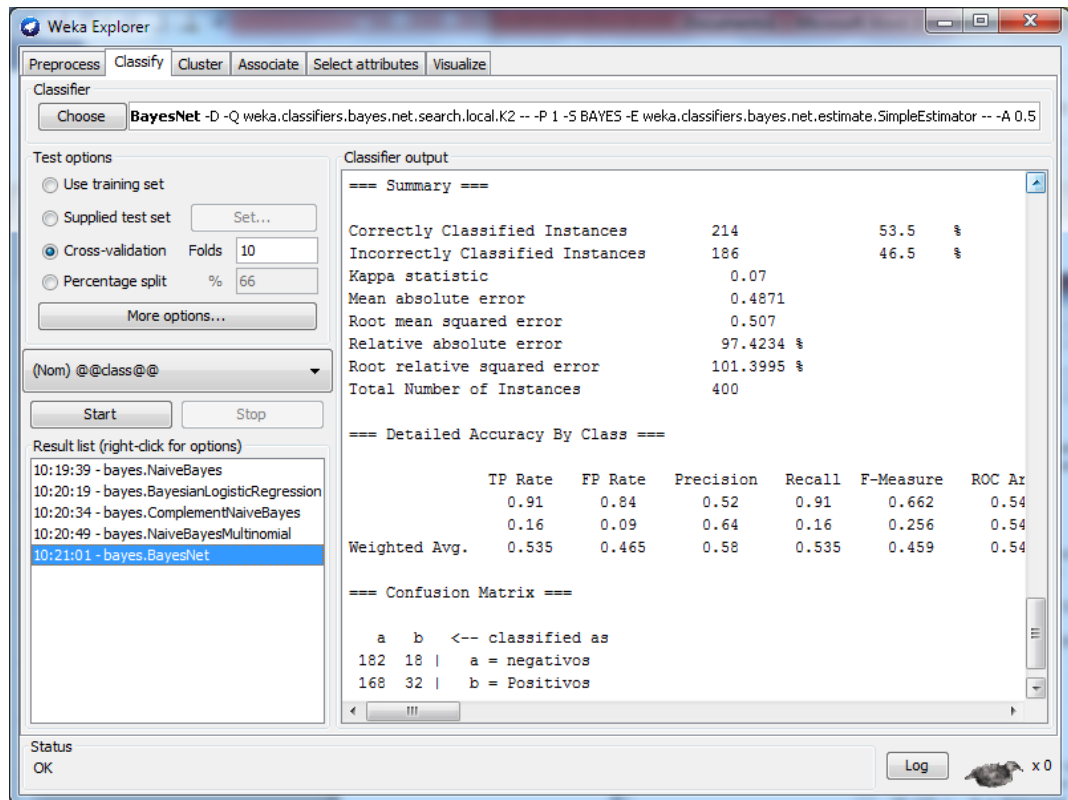 Weka Explorer
Preprocess Classify Cluster Associate Select attributes Visualize
Classifier
Choose BayesNet -D -Q weka.classifiers.bayes.net.search.local.K2 -- -P 1 -S BAYES -E weka.classifiers.bayes.net.estimate.SimpleEstimator -- -A 0.5
Test options
Use training set
Supplied test set Set...
Cross-validation Folds 10
Percentage split % 66
More options...
(Nom) @@class@@
Start Stop
Result list (right-click for options)
10:19:39 - bayes.NaiveBayes
10:20:19 - bayes.BayesianLogisticRegression
10:20:34 - bayes.ComplementNaiveBayes
10:20:49 - bayes.NaiveBayesMultinomial
10:21:01 - bayes.BayesNet
Classifier output
=== Summary ===
Correctly Classified Instances 214 53.5 %
Incorrectly Classified Instances 186 46.5 %
Kappa statistic 0.07
Mean absolute error 0.4871
Root mean squared error 0.507
Relative absolute error 97.4234 %
Root relative squared error 101.3995 %
Total Number of Instances 400
=== Detailed Accuracy By Class ===
TP Rate FP Rate Precision Recall F-Measure ROC Ar
0.91 0.84 0.52 0.91 0.662 0.54
0.16 0.09 0.64 0.16 0.256 0.54
Weighted Avg. 0.535 0.465 0.58 0.535 0.459 0.54
=== Confusion Matrix ===
a b <-- classified as
182 18 | a = negativos
168 32 | b = Positivos
Status
OK
Log x 0